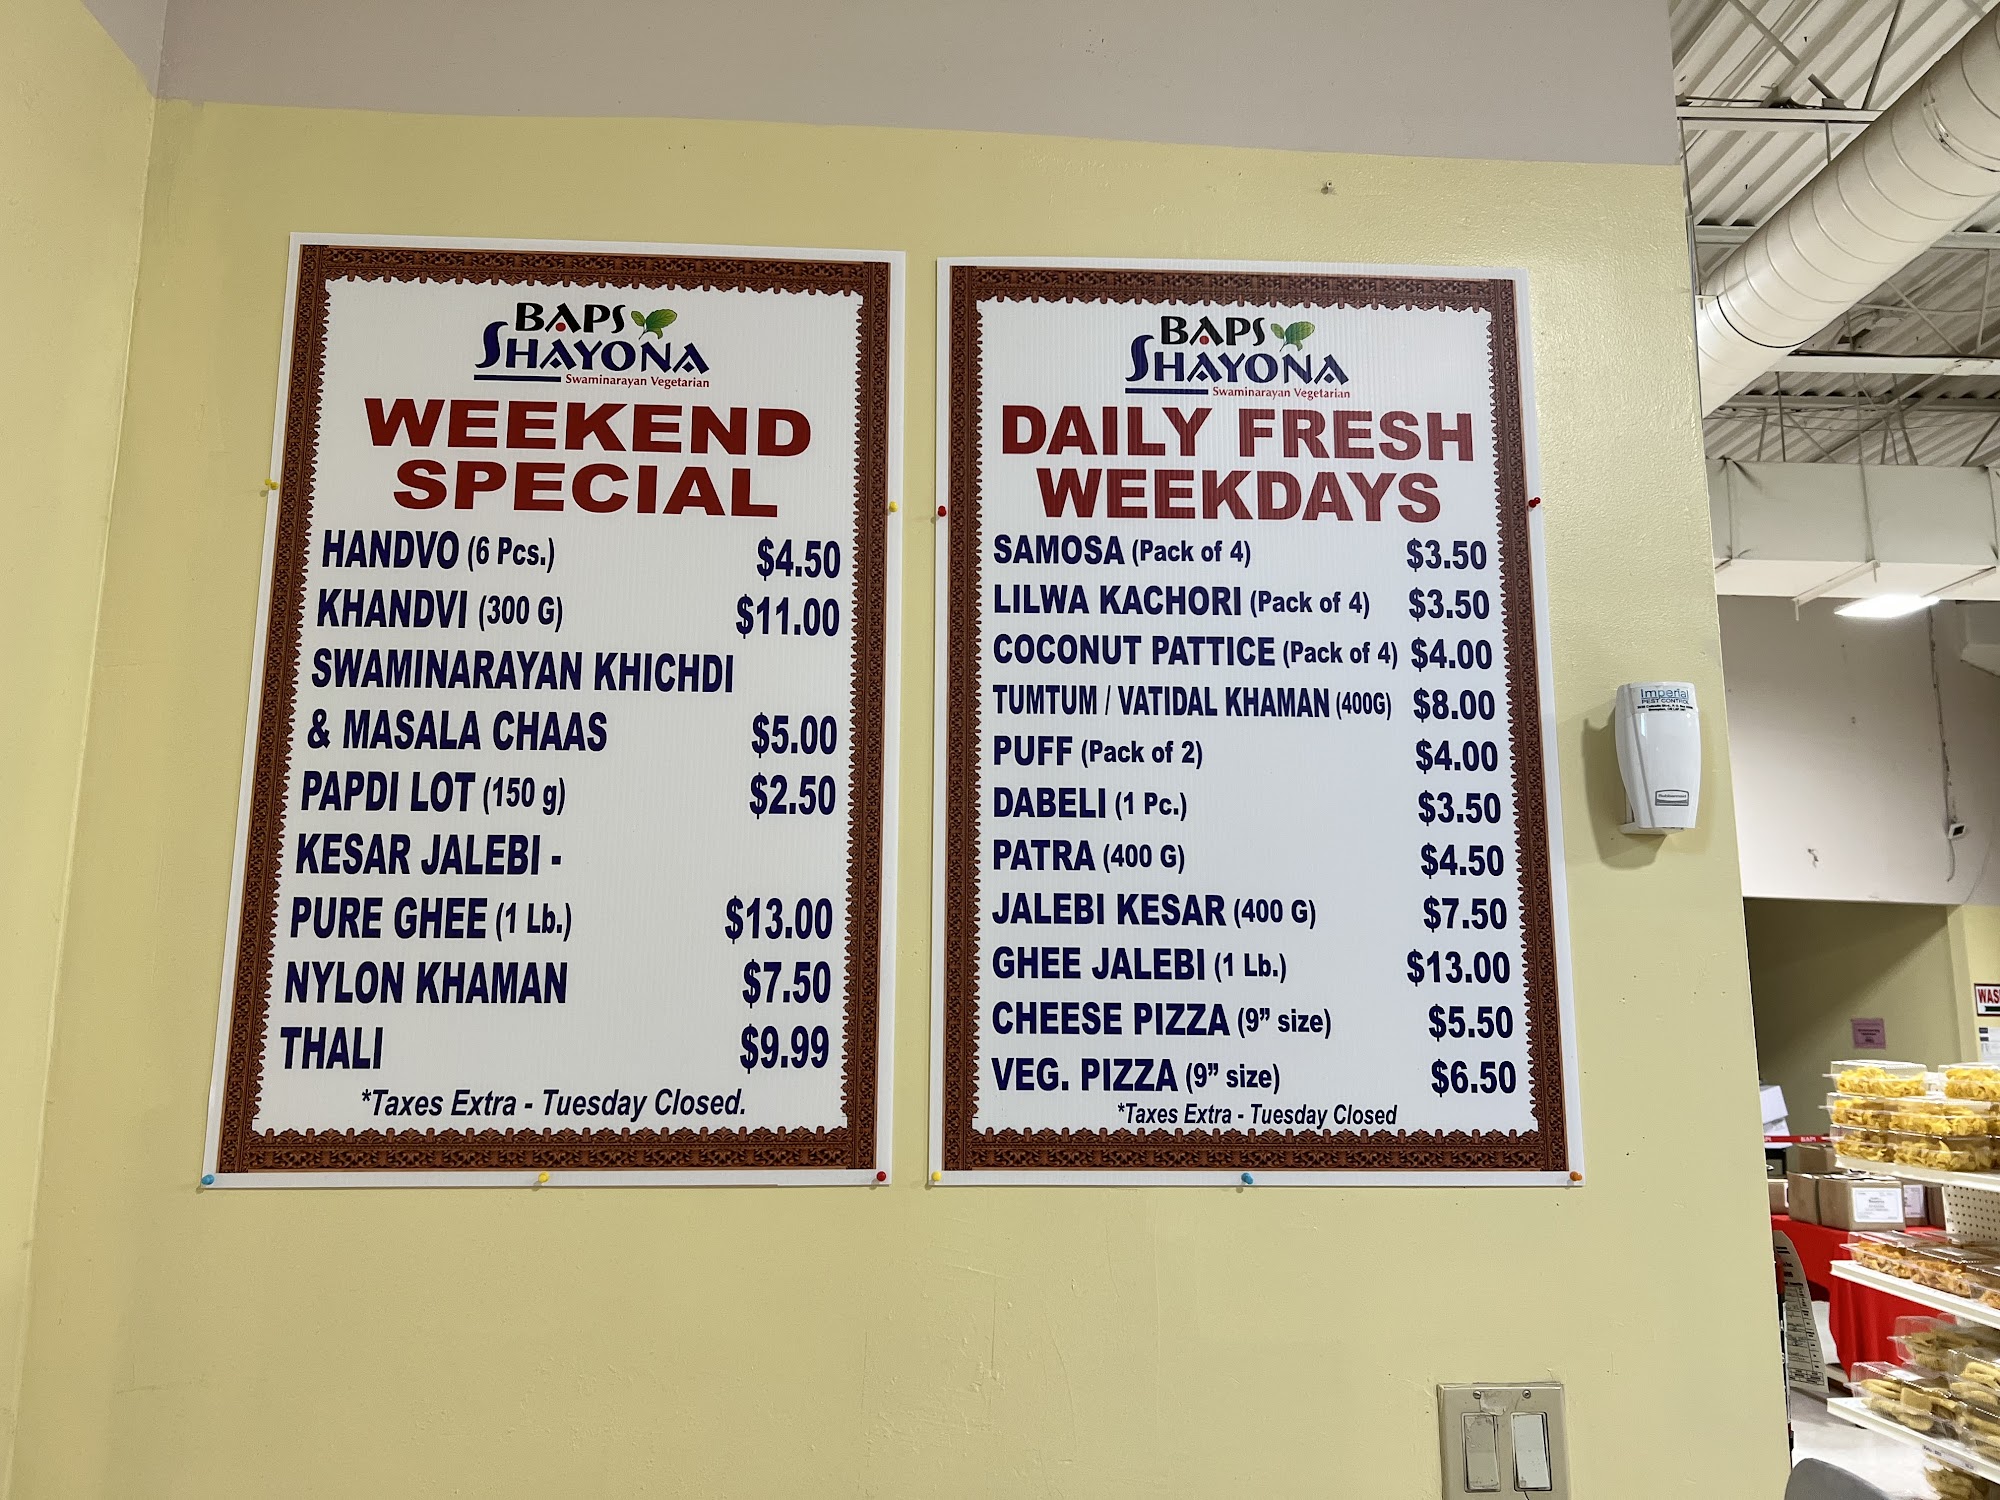 BAPS
SHAYONA
Swaminarayan Vegetarian
WEEKEND
SPECIAL
HANDVO (6 Pcs.) $4.50
KHANDVI (300 G) $11.00
SWAMINARAYAN KHICHDI
& MASALA CHAAS $5.00
PAPDI LOT (150 g) $2.50
KESAR JALEBI -
PURE GHEE (1 Lb.) $13.00
NYLON KHAMAN $7.50
THALI $9.99
*Taxes Extra - Tuesday Closed.
BAPS
SHAYONA
Swaminarayan Vegetarian
DAILY FRESH
WEEKDAYS
SAMOSA (Pack of 4) $3.50
LILWA KACHORI (Pack of 4) $3.50
COCONUT PATTICE (Pack of 4) $4.00
TUMTUM / VATIDAL KHAMAN (400G) $8.00
PUFF (Pack of 2) $4.00
DABELI (1 Pc.) $3.50
PATRA (400 G) $4.50
JALEBI KESAR (400 G) $7.50
GHEE JALEBI (1 Lb.) $13.00
CHEESE PIZZA (9” size) $5.50
VEG. PIZZA (9” size) $6.50
*Taxes Extra - Tuesday Closed
Imperial
PEST CONTROL